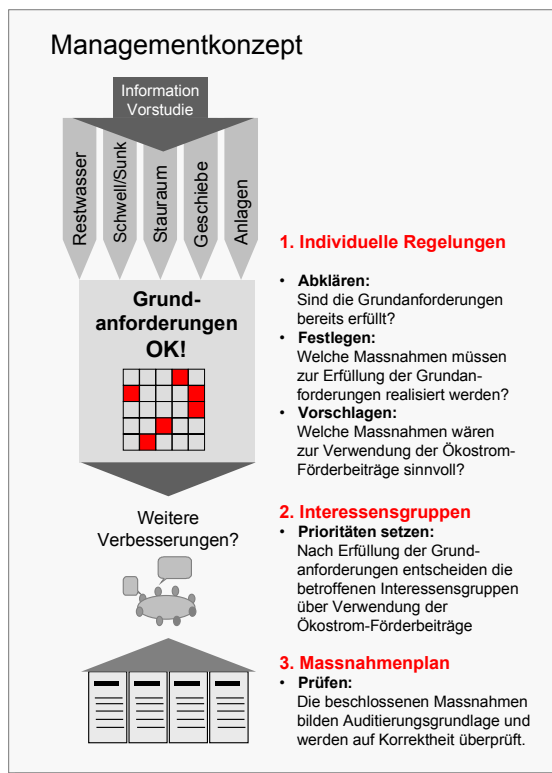 Managementkonzept
Information
Vorstudie
Restwasser
Schwell/Sunk
Stauraum
Geschiebe
Anlagen
Grund-
anforderungen
OK!
1. Individuelle Regelungen
• Abklären:
Sind die Grundanforderungen
bereits erfüllt?
• Festlegen:
Welche Massnahmen müssen
zur Erfüllung der Grundan-
forderungen realisiert werden?
• Vorschlagen:
Welche Massnahmen wären
zur Verwendung der Ökostrom-
Förderbeiträge sinnvoll?
Weitere
Verbesserungen?
2. Interessensgruppen
• Prioritäten setzen:
Nach Erfüllung der Grund-
anforderungen entscheiden die
betroffenen Interessensgruppen
über Verwendung der
Ökostrom-Förderbeiträge
3. Massnahmenplan
• Prüfen:
Die beschlossenen Massnahmen
bilden Auditierungsgrundlage und
werden auf Korrektheit überprüft.